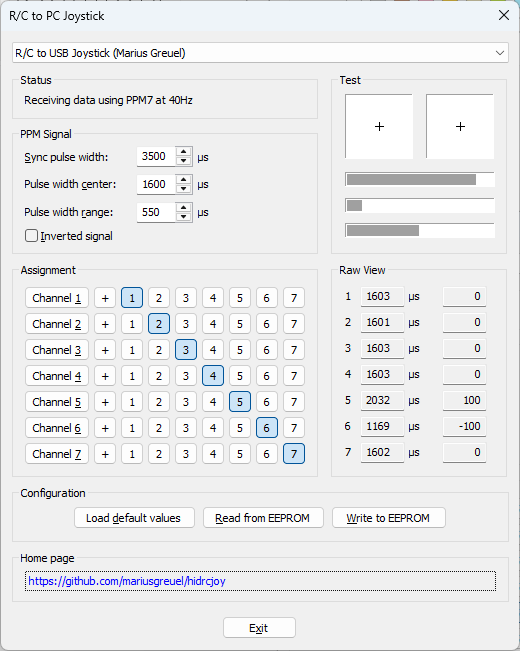 R/C to PC Joystick
R/C to USB Joystick (Marius Greuel)
Status
Receiving data using PPM7 at 40Hz
PPM Signal
Sync pulse width: 3500 µs
Pulse width center: 1600 µs
Pulse width range: 550 µs
Inverted signal
Test
+ +
Assignment
Channel 1 + 1 2 3 4 5 6 7
Channel 2 + 1 2 3 4 5 6 7
Channel 3 + 1 2 3 4 5 6 7
Channel 4 + 1 2 3 4 5 6 7
Channel 5 + 1 2 3 4 5 6 7
Channel 6 + 1 2 3 4 5 6 7
Channel 7 + 1 2 3 4 5 6 7
Raw View
1 1603 µs 0
2 1601 µs 0
3 1603 µs 0
4 1603 µs 0
5 2032 µs 100
6 1169 µs -100
7 1602 µs 0
Configuration
Load default values Read from EEPROM Write to EEPROM
Home page
https://github.com/mariusgreuel/hidrcjoy
Exit